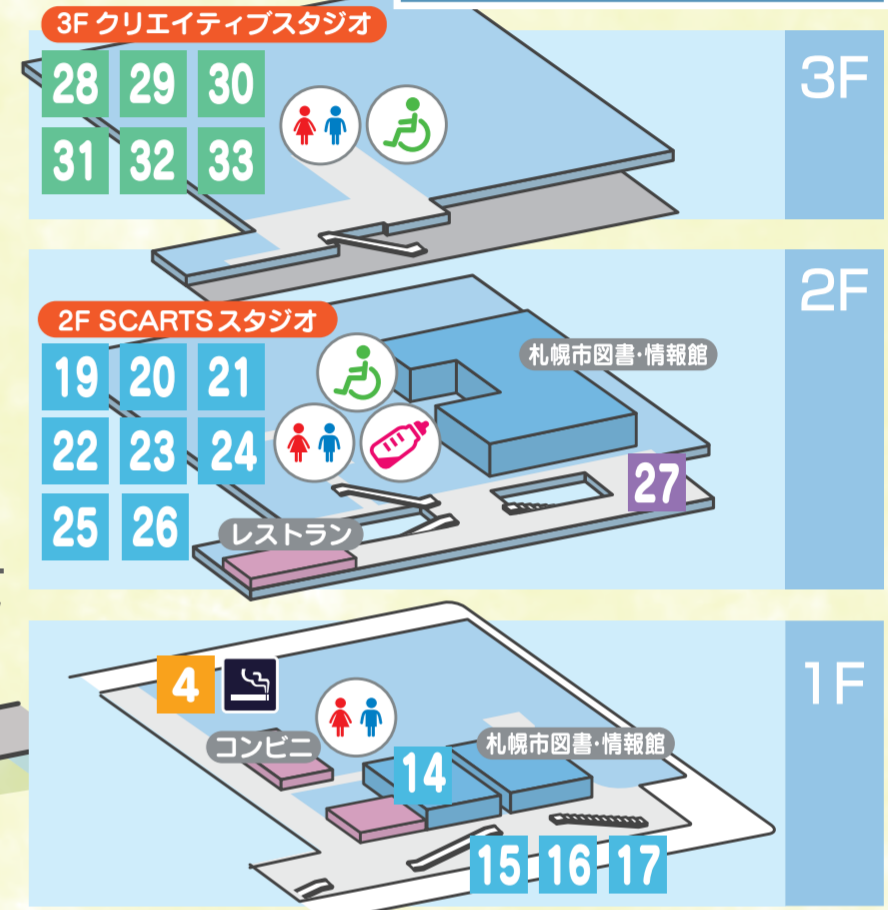 3F クリエイティブスタジオ
3F
28 29 30
31 32 33
2F
2F SCARTSスタジオ
札幌市図書・情報館
19 20 21
22 23 24
27
25 26
レストラン
1F
4
コンビニ
札幌市図書・情報館
14
15 16 17